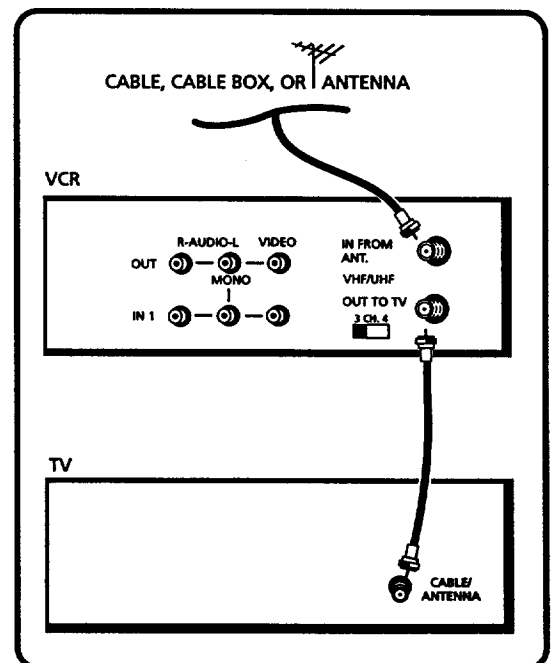 CABLE, CABLE BOX, OR ANTENNA
VCR
R-AUDIO-L VIDEO
OUT
MONO
IN 1
IN FROM
ANT.
VHF/UHF
OUT TO TV
3 CH. 4
TV
CABLE/
ANTENNA